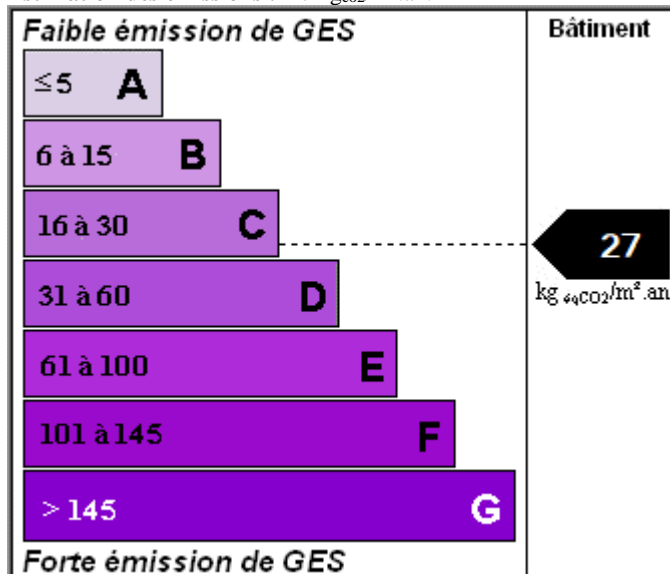 Faible émission de GES Bâtiment
≤5 A
6 à 15 B
16 à 30 C
27
kg éqCO2/m².an
31 à 60 D
61 à 100 E
101 à 145 F
> 145 G
Forte émission de GES